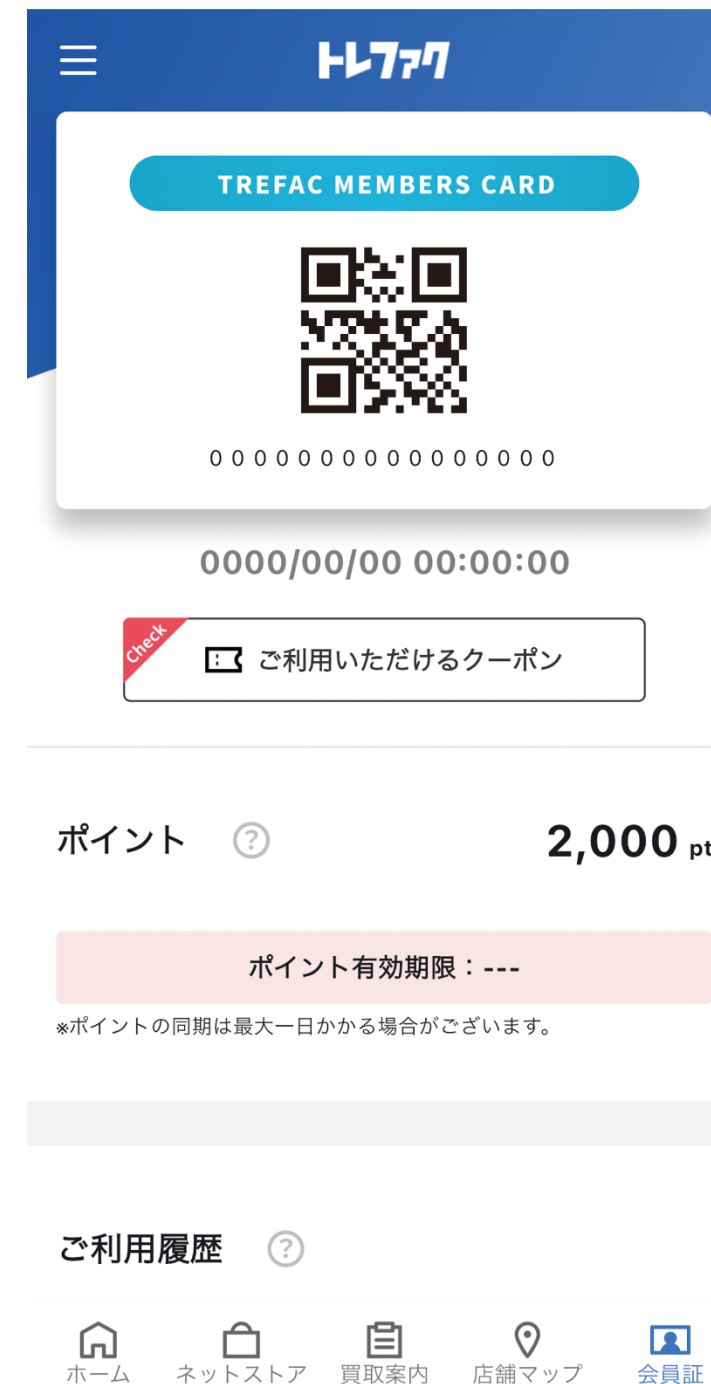 トレファク
TREFAC MEMBERS CARD
0000000000000000
0000/00/00 00:00:00
Check
ご利用いただけるクーポン
ポイント ?
2,000 pt
ポイント有効期限：---
※ポイントの同期は最大一日かかる場合がございます。
ご利用履歴 ?
ホーム ネットストア 買取案内 店舗マップ 会員証